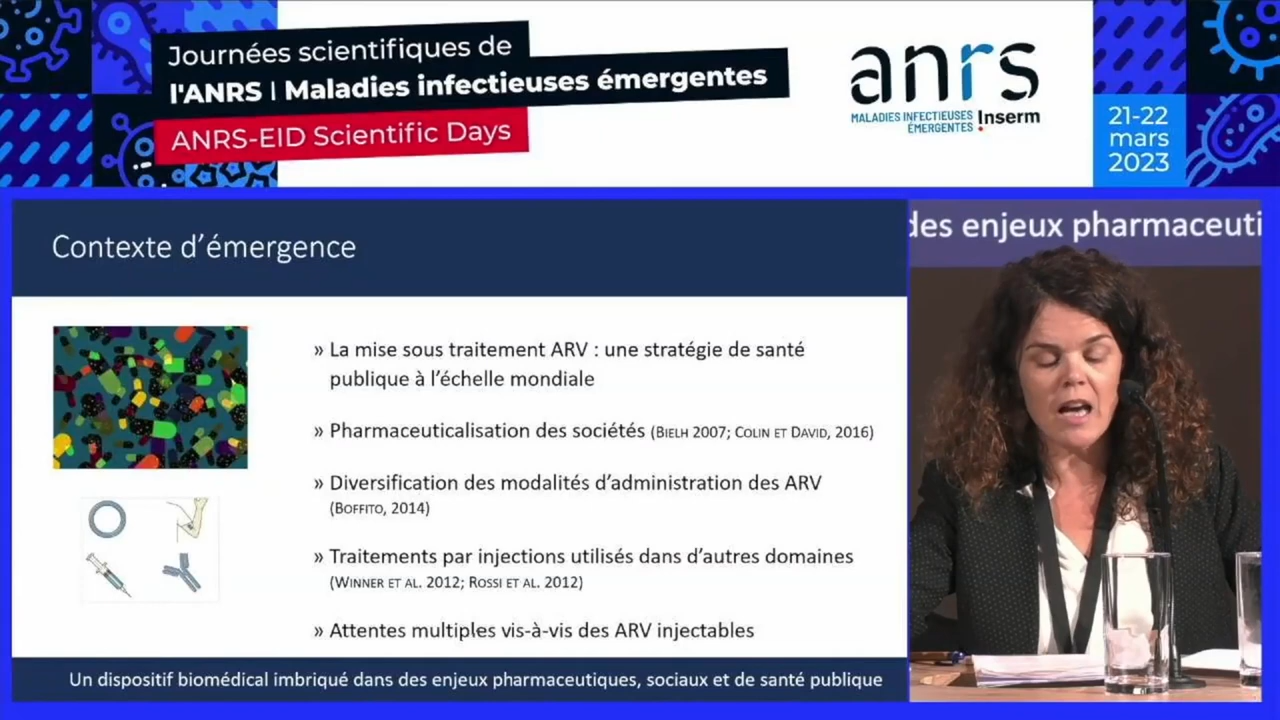 Journées scientifiques de
l'ANRS | Maladies infectieuses émergentes
ANRS-EID Scientific Days
anrs
MALADIES INFECTIEUSES
ÉMERGENTES
Inserm
21-22
mars
2023
des enjeux pharmaceuti
Contexte d'émergence
» La mise sous traitement ARV : une stratégie de santé
publique à l'échelle mondiale
» Pharmaceuticalisation des sociétés (BIELH 2007; COLIN ET DAVID, 2016)
» Diversification des modalités d'administration des ARV
(BOFFITO, 2014)
» Traitements par injections utilisés dans d'autres domaines
(WINNER ET AL. 2012; ROSSI ET AL. 2012)
» Attentes multiples vis-à-vis des ARV injectables
Un dispositif biomédical imbriqué dans des enjeux pharmaceutiques, sociaux et de santé publique